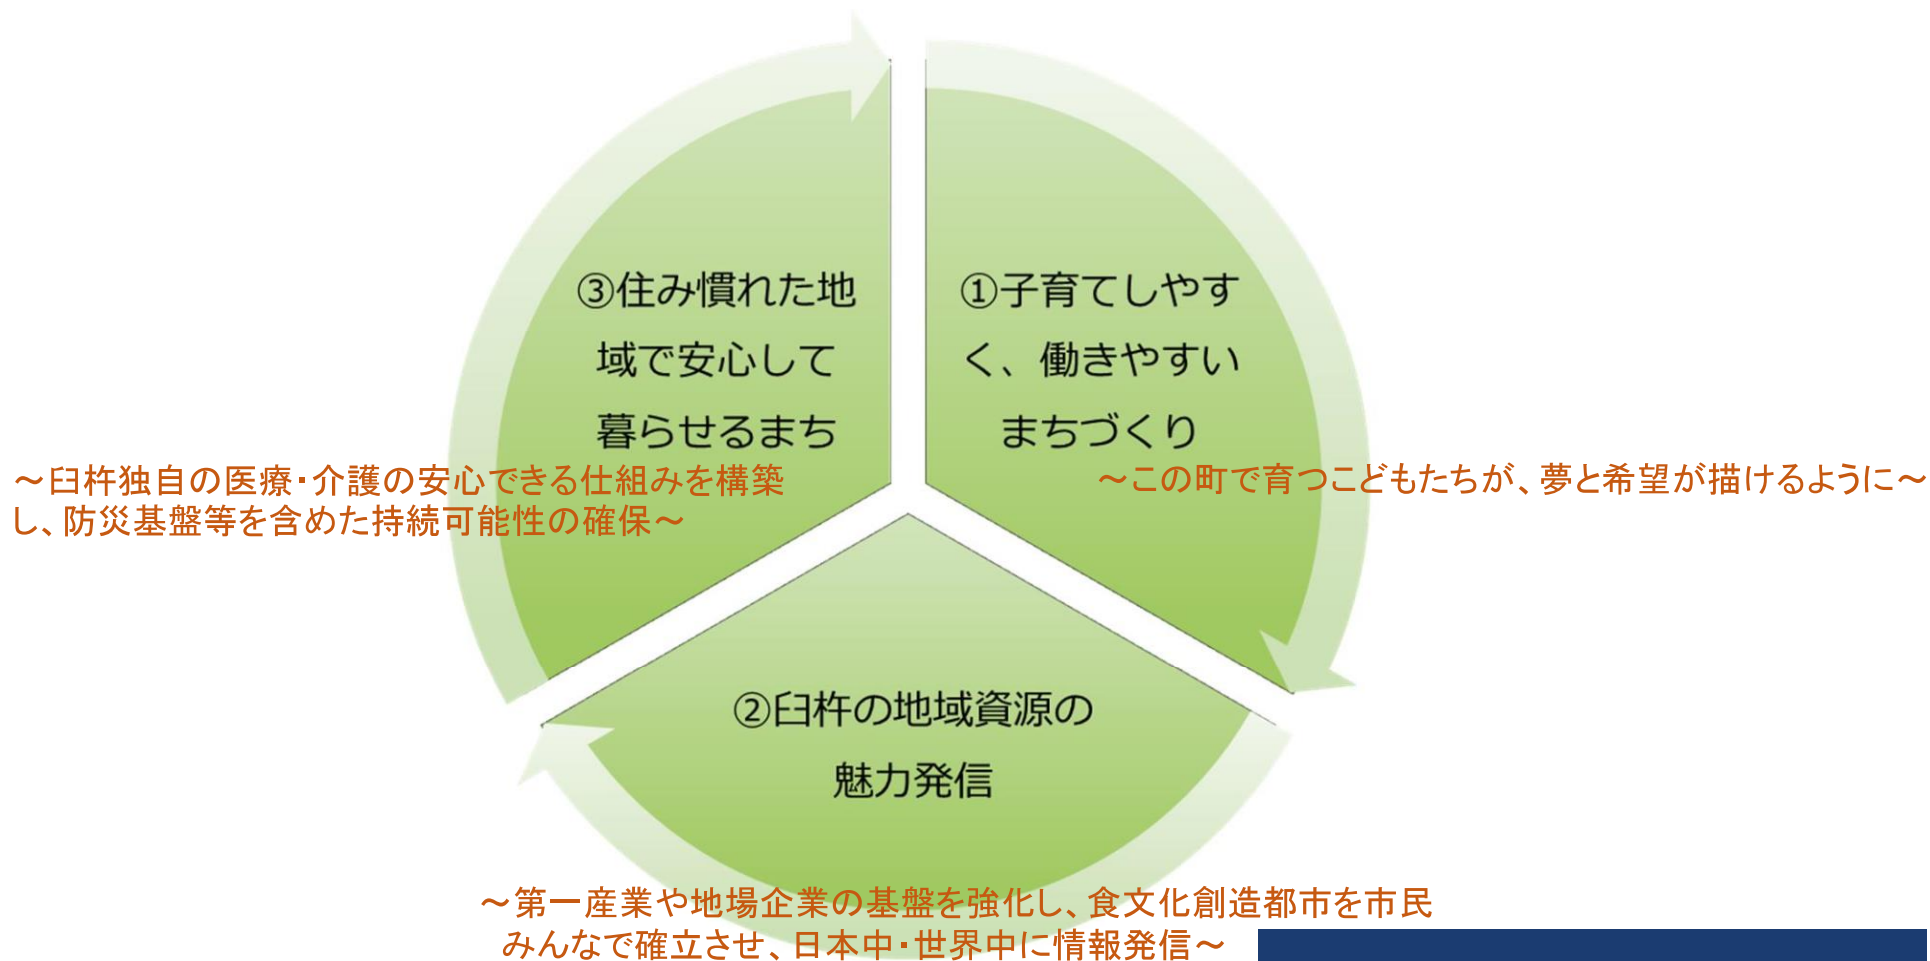 ③住み慣れた地
域で安心して
暮らせるまち
①子育てしやす
く、働きやすい
まちづくり
～臼杵独自の医療・介護の安心できる仕組みを構築
し、防災基盤等を含めた持続可能性の確保～
～この町で育つこどもたちが、夢と希望が描けるように～
②臼杵の地域資源の
魅力発信
～第一産業や地場企業の基盤を強化し、食文化創造都市を市民
みんなで確立させ、日本中・世界中に情報発信～